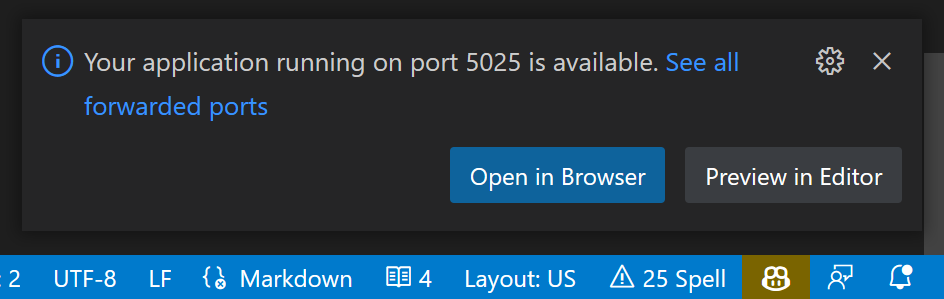 Your application running on port 5025 is available. See all
forwarded ports
Open in Browser Preview in Editor
: 2 UTF-8 LF Markdown 4 Layout: US 25 Spell